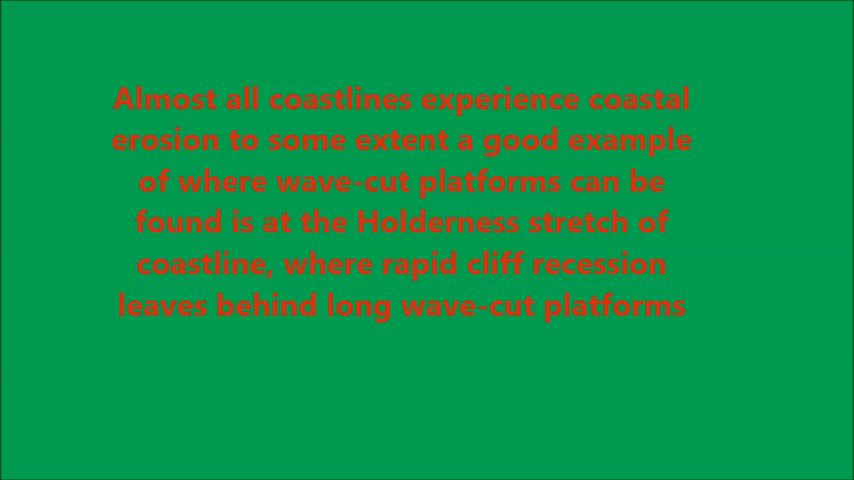 Almost all coastlines experience coastal
erosion to some extent a good example
of where wave-cut platforms can be
found is at the Holderness stretch of
coastline, where rapid cliff recession
leaves behind long wave-cut platforms